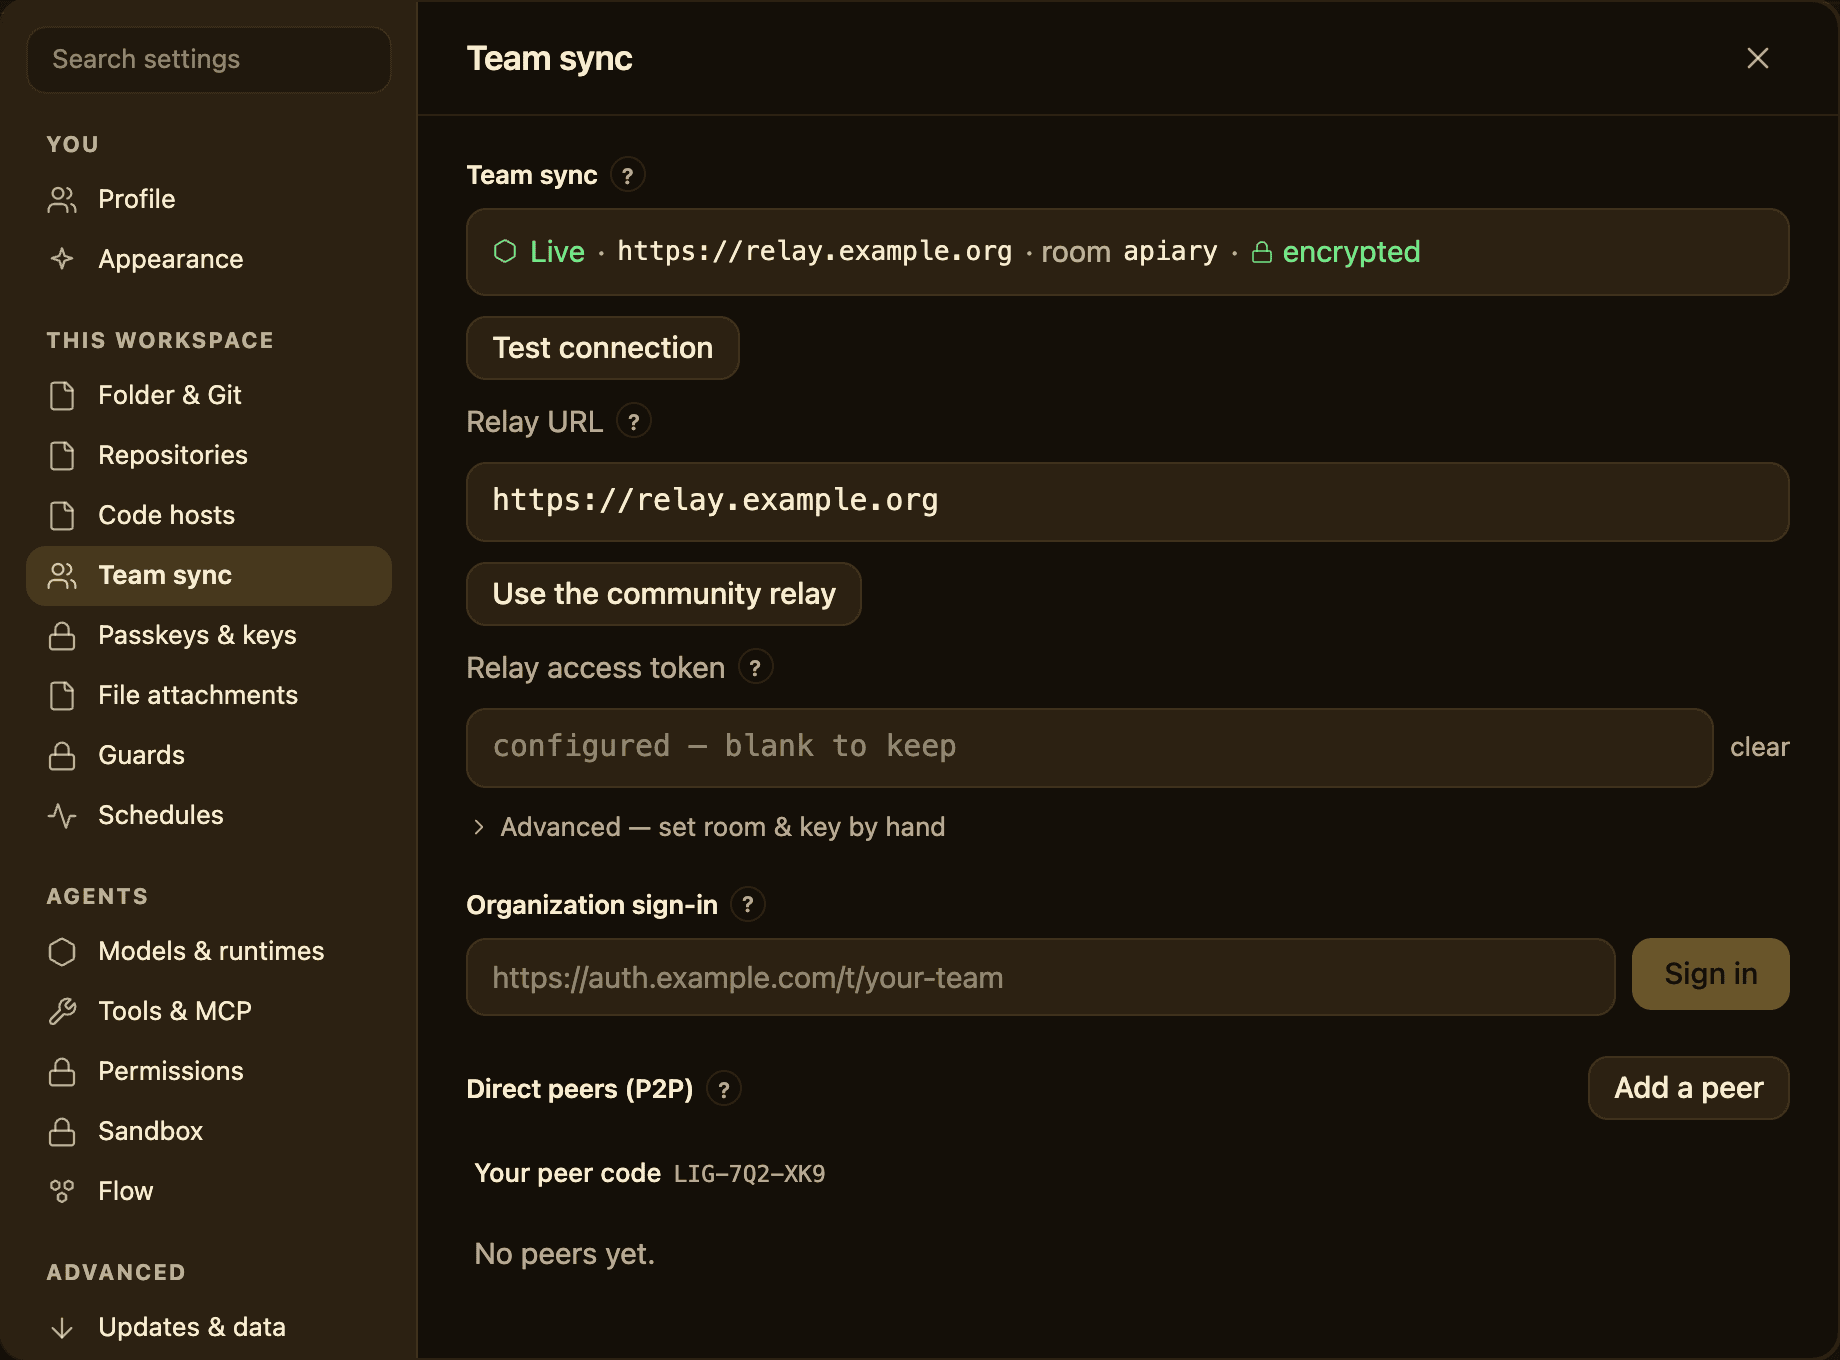 Search settings
YOU
Profile
Appearance
THIS WORKSPACE
Folder & Git
Repositories
Code hosts
Team sync
Passkeys & keys
File attachments
Guards
Schedules
AGENTS
Models & runtimes
Tools & MCP
Permissions
Sandbox
Flow
ADVANCED
Updates & data
Team sync
Team sync ?
Live · https://relay.example.org · room apiary · encrypted
Test connection
Relay URL ?
https://relay.example.org
Use the community relay
Relay access token ?
configured — blank to keep
clear
Advanced — set room & key by hand
Organization sign-in ?
https://auth.example.com/t/your-team
Sign in
Direct peers (P2P) ?
Add a peer
Your peer code LIG-7Q2-XK9
No peers yet.